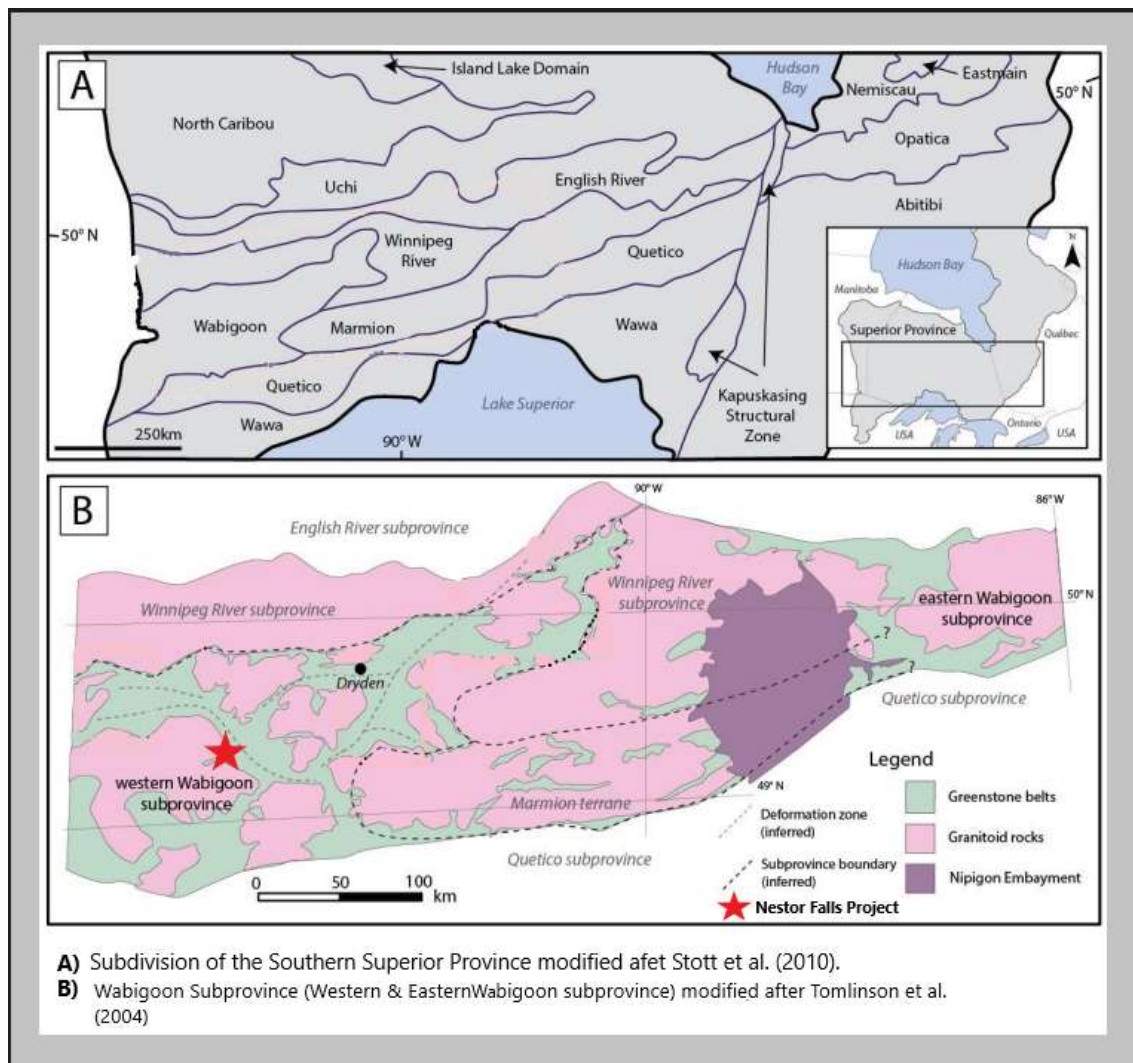 A
Island Lake Domain
Hudson
Bay
Eastmain
Nemiscau
50° N
North Caribou
Opatica
Uchi
English River
Abitibi
50° N
Winnipeg
River
Quetico
N
Hudson Bay
Manitoba
Wabigoon
Marmion
Wawa
Superior Province
Québec
Quetico
Kapuskasing
Structural
Zone
Lake Superior
Wawa
250km
90° W
USA
Ontario
USA
B
90° W
86° W
English River subprovince
Winnipeg River subprovince
Winnipeg River
subprovince
eastern Wabigoon
subprovince
50° N
?
?
Dryden
Quetico subprovince
western Wabigoon
subprovince
Marmion terrane
49° N
Quetico subprovince
Legend
Greenstone belts
Granitoid rocks
Nipigon Embayment
Deformation zone
(inferred)
Subprovince boundary
(inferred)
Nestor Falls Project
0 50 100
km
A) Subdivision of the Southern Superior Province modified afet Stott et al. (2010).
B) Wabigoon Subprovince (Western & EasternWabigoon subprovince) modified after Tomlinson et al.
(2004)